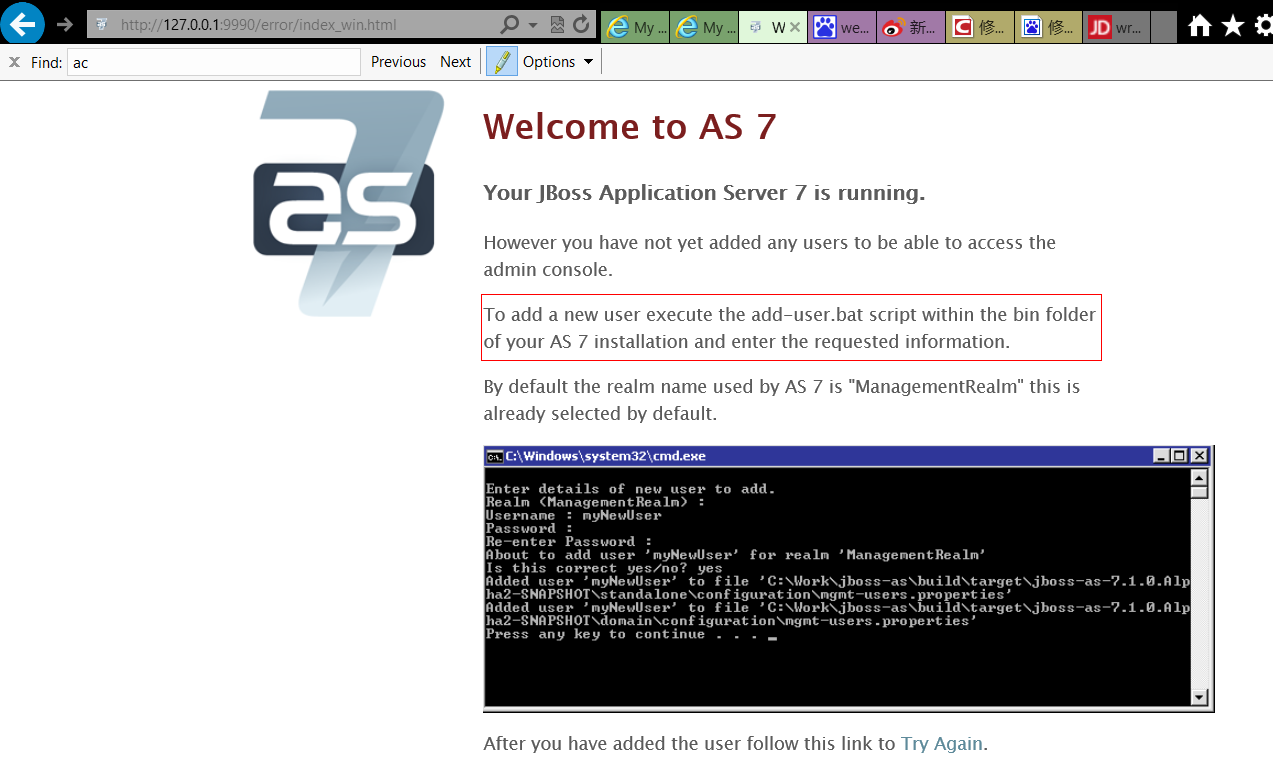 http://127.0.0.1:9990/error/index_win.html
My ...
My ...
W
we...
新...
修...
修...
JD
wr...
Find:
ac
Previous
Next
Options
as
7
Welcome to AS 7
Your JBoss Application Server 7 is running.
However you have not yet added any users to be able to access the
admin console.
To add a new user execute the add-user.bat script within the bin folder
of your AS 7 installation and enter the requested information.
By default the realm name used by AS 7 is "ManagementRealm" this is
already selected by default.
C:\Windows\system32\cmd.exe
Enter details of new user to add.
Realm (ManagementRealm) :
Username : myNewUser
Password :
Re-enter Password :
About to add user 'myNewUser' for realm 'ManagementRealm'
Is this correct yes/no? yes
Added user 'myNewUser' to file 'C:\Work\jboss-as\build\target\jboss-as-7.1.0.Alp
ha2-SNAPSHOT\standalone\configuration\mgmt-users.properties'
Added user 'myNewUser' to file 'C:\Work\jboss-as\build\target\jboss-as-7.1.0.Alp
ha2-SNAPSHOT\domain\configuration\mgmt-users.properties'
Press any key to continue . . . _
After you have added the user follow this link to Try Again.